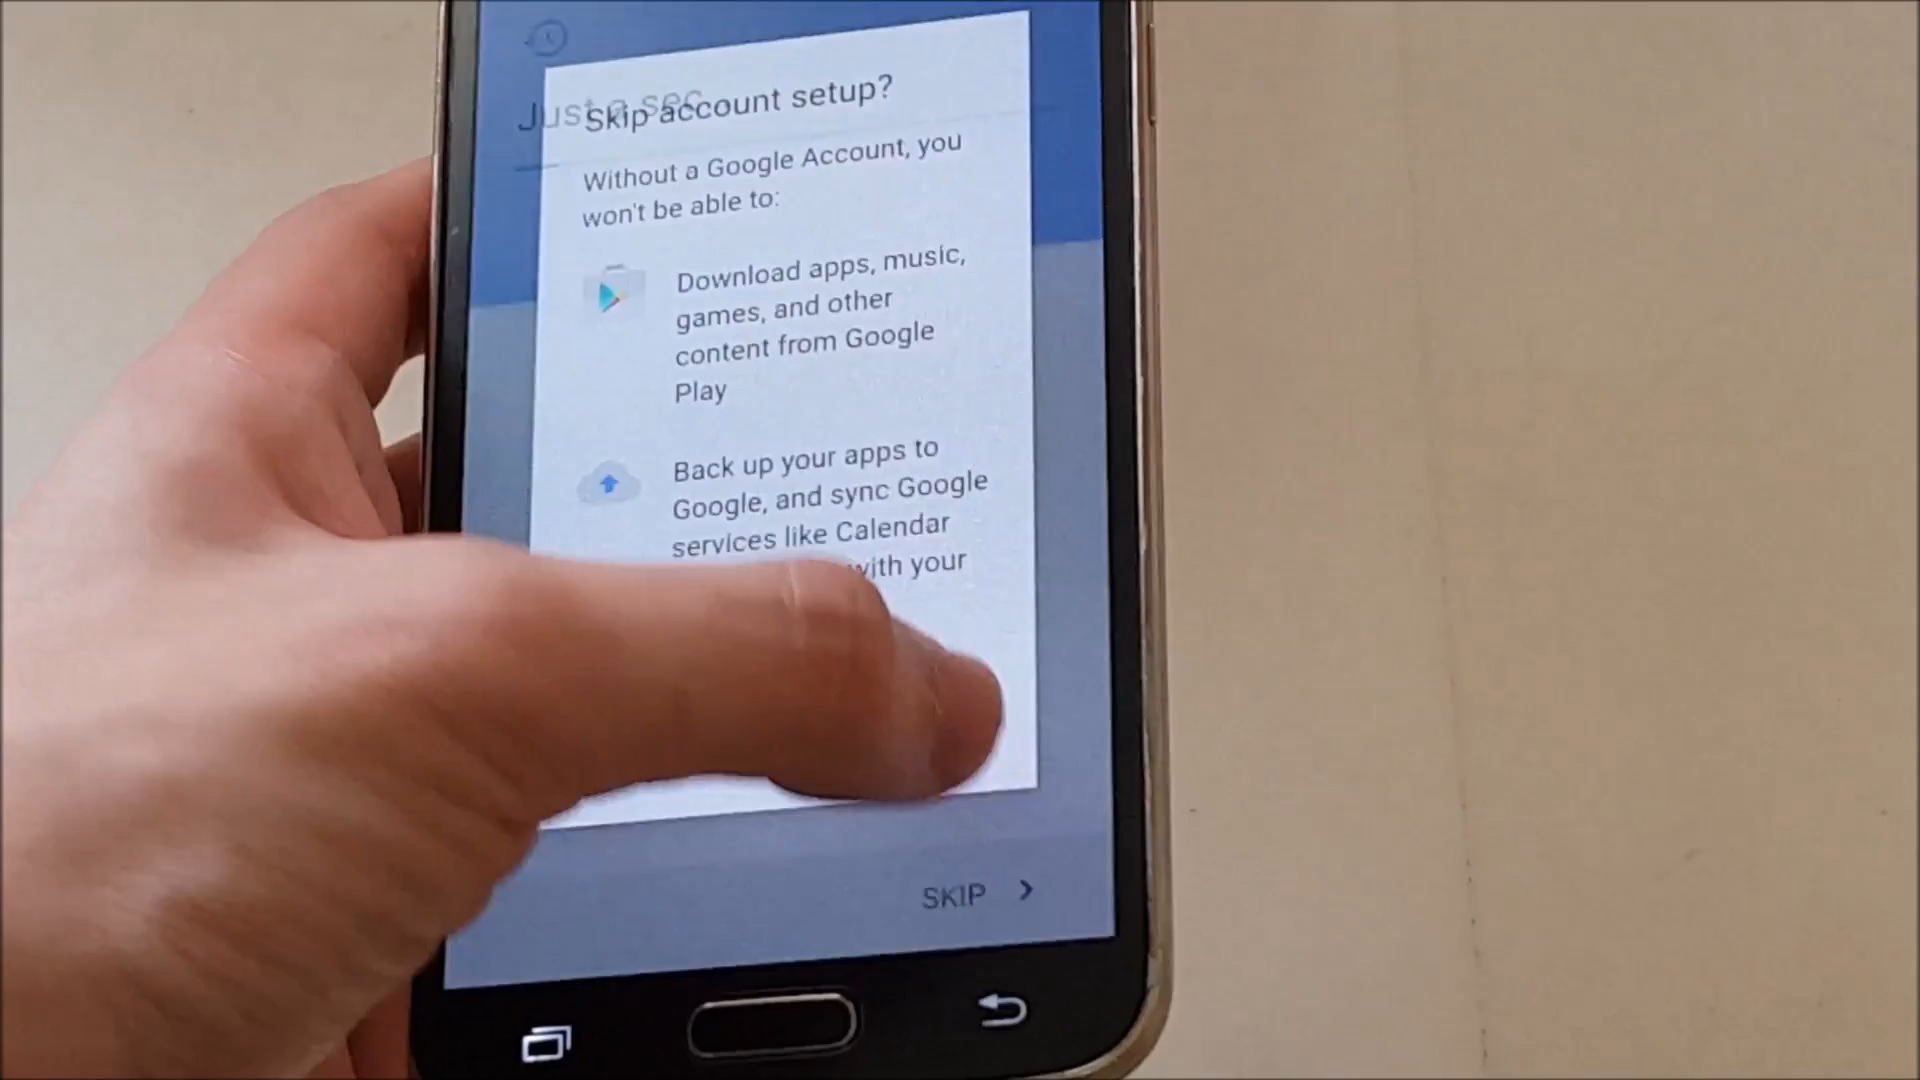 Just a sec
Skip account setup?
Without a Google Account, you
won't be able to:
Download apps, music,
games, and other
content from Google
Play
Back up your apps to
Google, and sync Google
services like Calendar
with your
SKIP